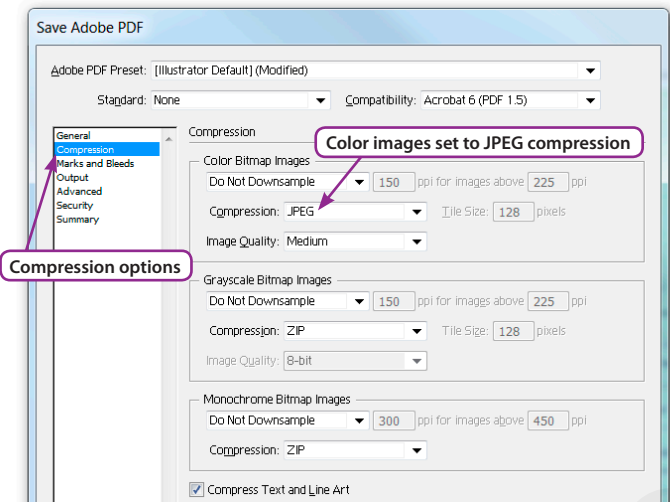 Save Adobe PDF
Adobe PDF Preset: [Illustrator Default] (Modified)
Standard: None Compatibility: Acrobat 6 (PDF 1.5)
General
Compression
Marks and Bleeds
Output
Advanced
Security
Summary
Compression options
Compression
Color images set to JPEG compression
Color Bitmap Images
Do Not Downsample 150 ppi for images above 225 ppi
Compression: JPEG Tile Size: 128 pixels
Image Quality: Medium
Grayscale Bitmap Images
Do Not Downsample 150 ppi for images above 225 ppi
Compression: ZIP Tile Size: 128 pixels
Image Quality: 8-bit
Monochrome Bitmap Images
Do Not Downsample 300 ppi for images above 450 ppi
Compression: ZIP
Compress Text and Line Art